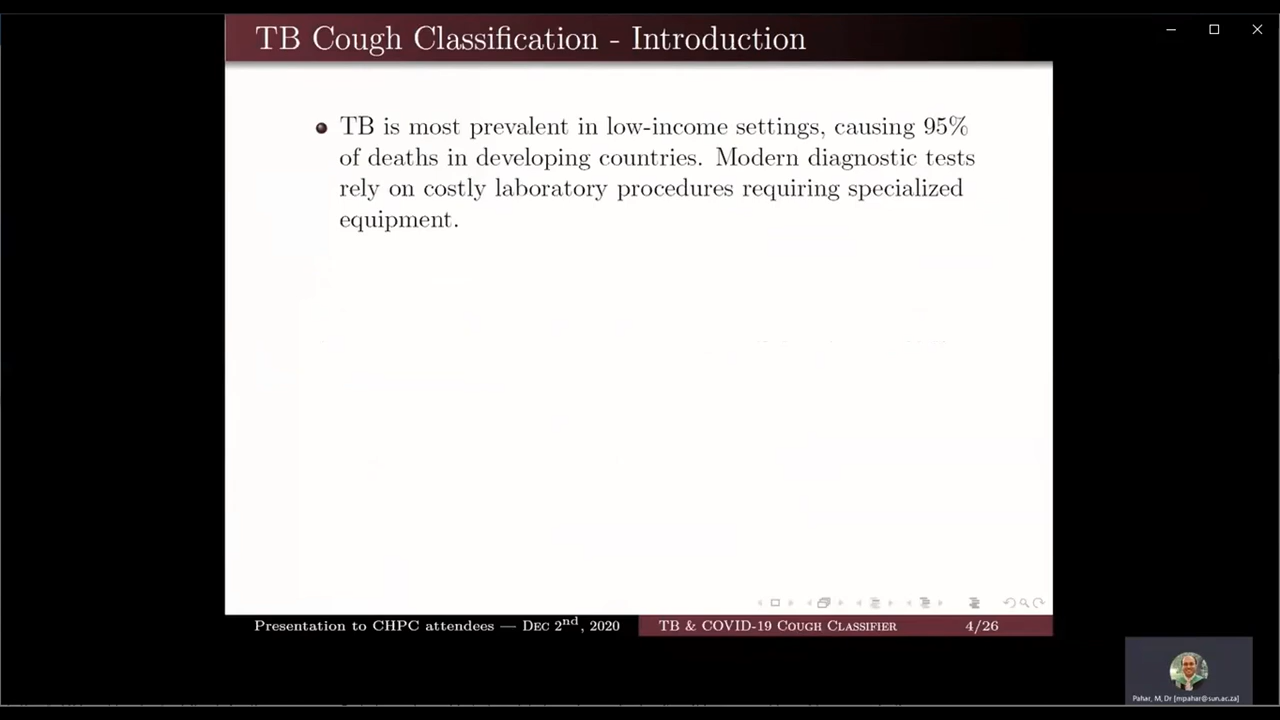 TB Cough Classification - Introduction
TB is most prevalent in low-income settings, causing 95%
of deaths in developing countries. Modern diagnostic tests
rely on costly laboratory procedures requiring specialized
equipment.
Presentation to CHPC attendees — Dec 2nd, 2020
TB & COVID-19 Cough Classifier
4/26
Pahar, M, Dr [mpahar@sun.ac.za]